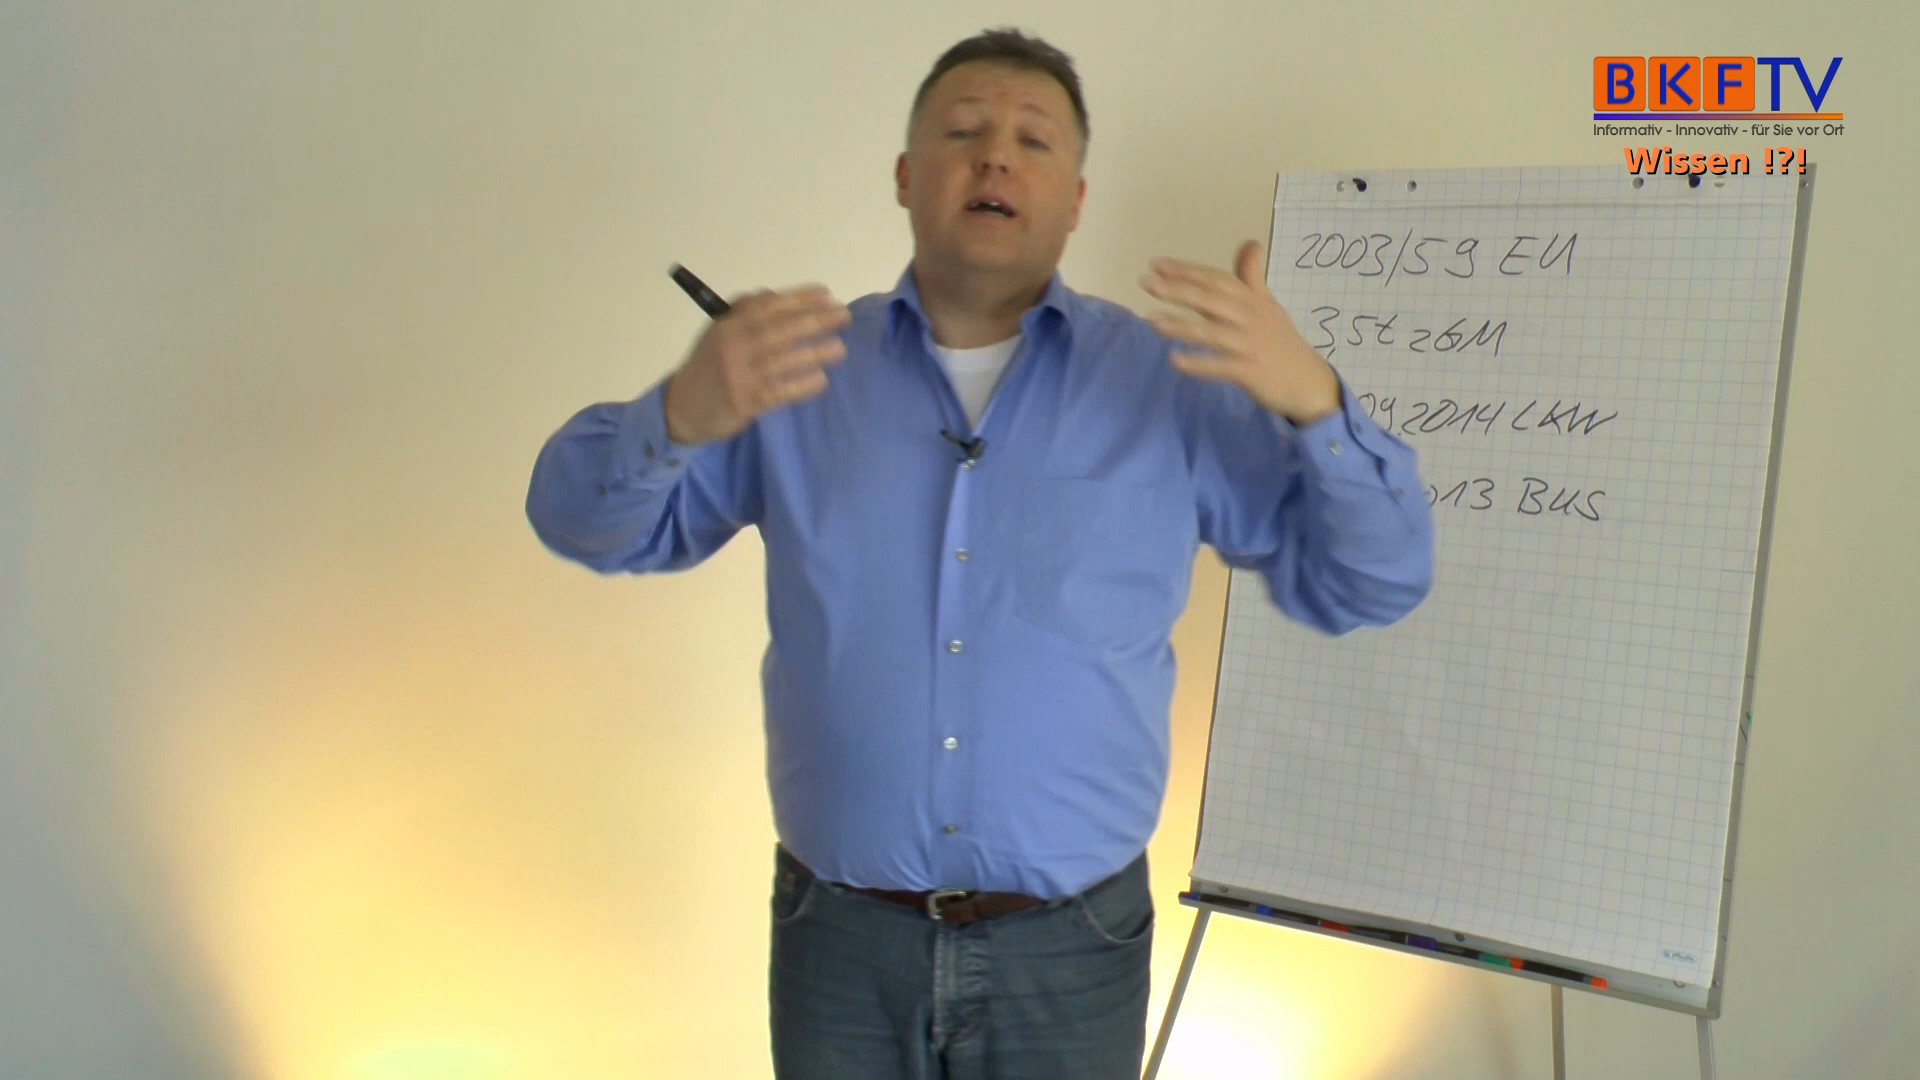 BKFTV
Informativ - Innovativ - für Sie vor Ort
Wissen !?!
2003/59 EU
3,5t zGM
09.2014 LKW
013 BUS